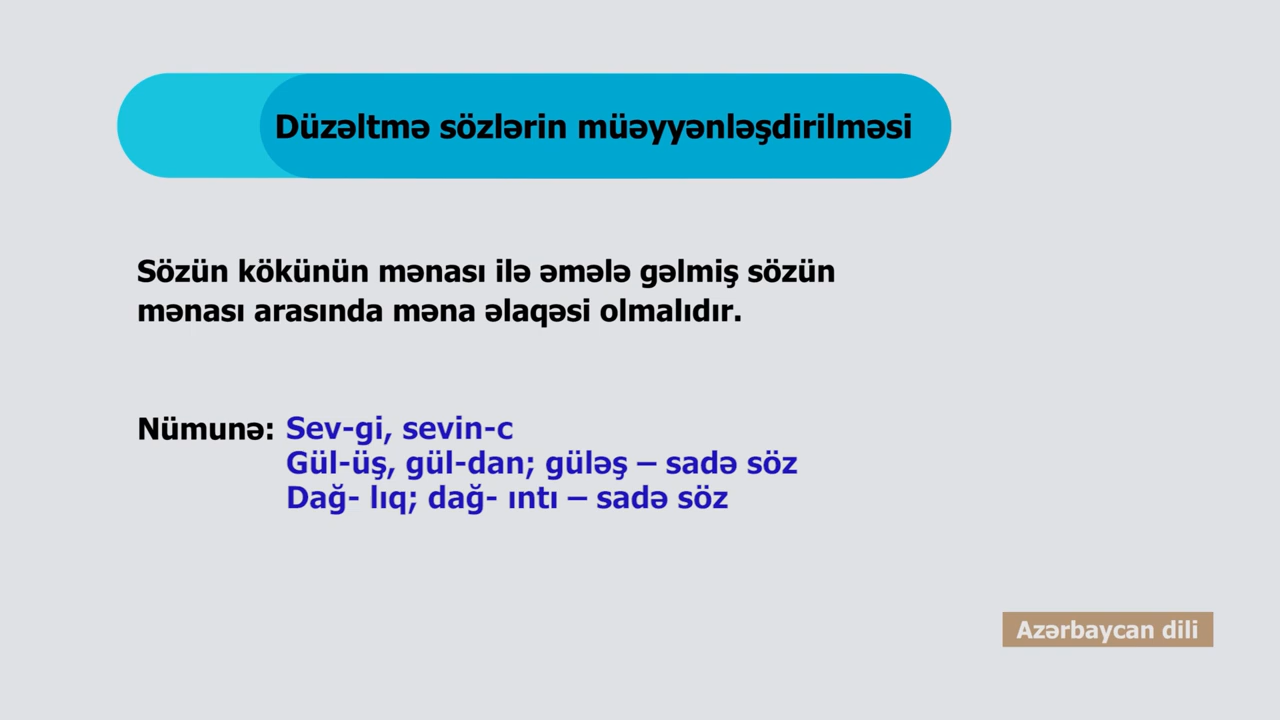 Düzəltmə sözlərin müəyyənləşdirilməsi
Sözün kökünün mənası ilə əmələ gəlmiş sözün
mənası arasında məna əlaqəsi olmalıdır.
Nümunə: Sev-gi, sevin-c
Gül-üş, gül-dan; güləş – sadə söz
Dağ- lıq; dağ- ıntı – sadə söz
Azərbaycan dili